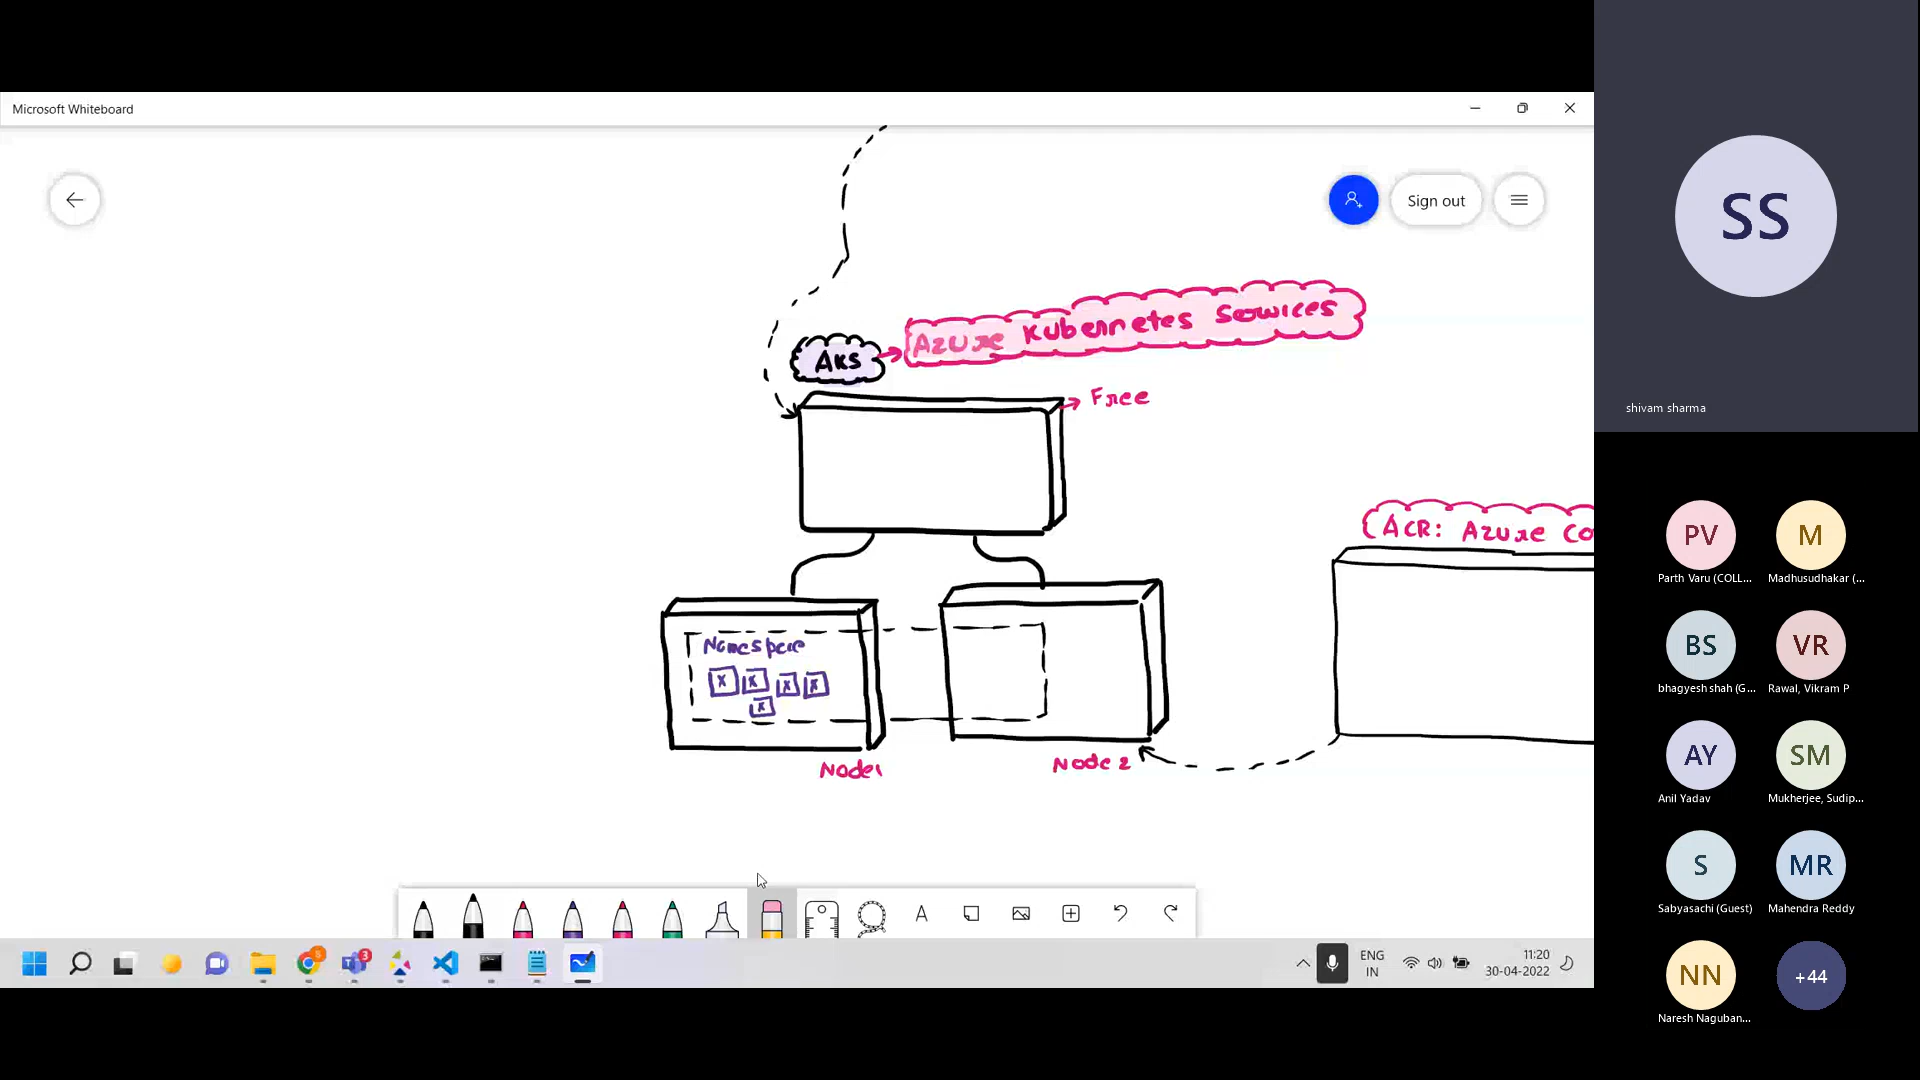 Microsoft Whiteboard
Sign out
AKS
Azure Kubernetes Services
Free
ACR: Azure Co
Namespace
x x x x
x
Node1
Node 2
A
8
3
ENG
IN
11:20
30-04-2022
SS
shivam sharma
PV
M
Parth Varu (COLL...
Madhusudhakar (...
BS
VR
bhagyesh shah (G...
Rawal, Vikram P
AY
SM
Anil Yadav
Mukherjee, Sudip...
S
MR
Sabyasachi (Guest)
Mahendra Reddy
NN
+44
Naresh Naguban...